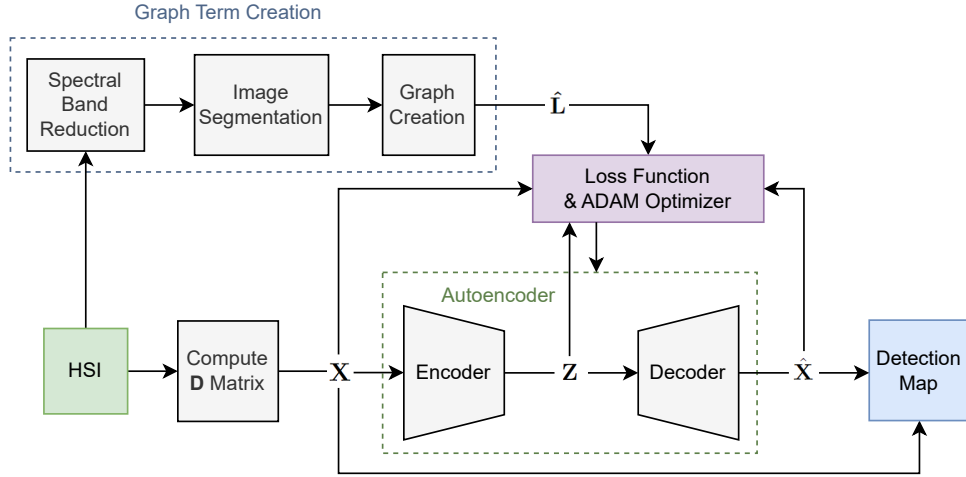 Graph Term Creation
Spectral
Band
Reduction
Image
Segmentation
Graph
Creation
L̂
Loss Function
& ADAM Optimizer
Autoencoder
HSI
Compute
D Matrix
X
Encoder
Z
Decoder
X̂
Detection
Map